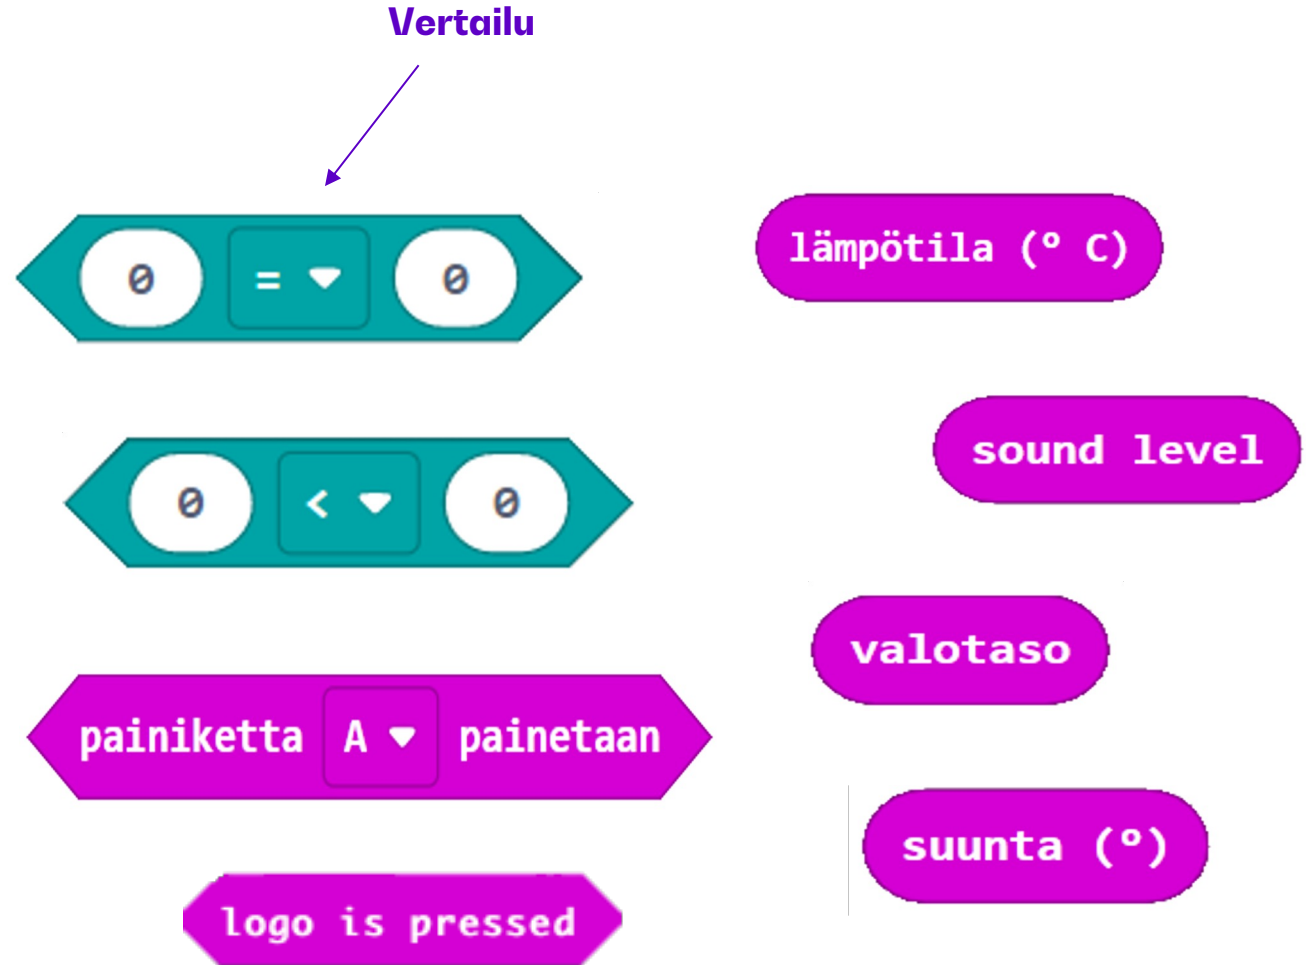 Vertailu
0 = 0
lämpötila (° C)
0 < 0
sound level
valotaso
painiketta A painetaan
suunta (°)
logo is pressed